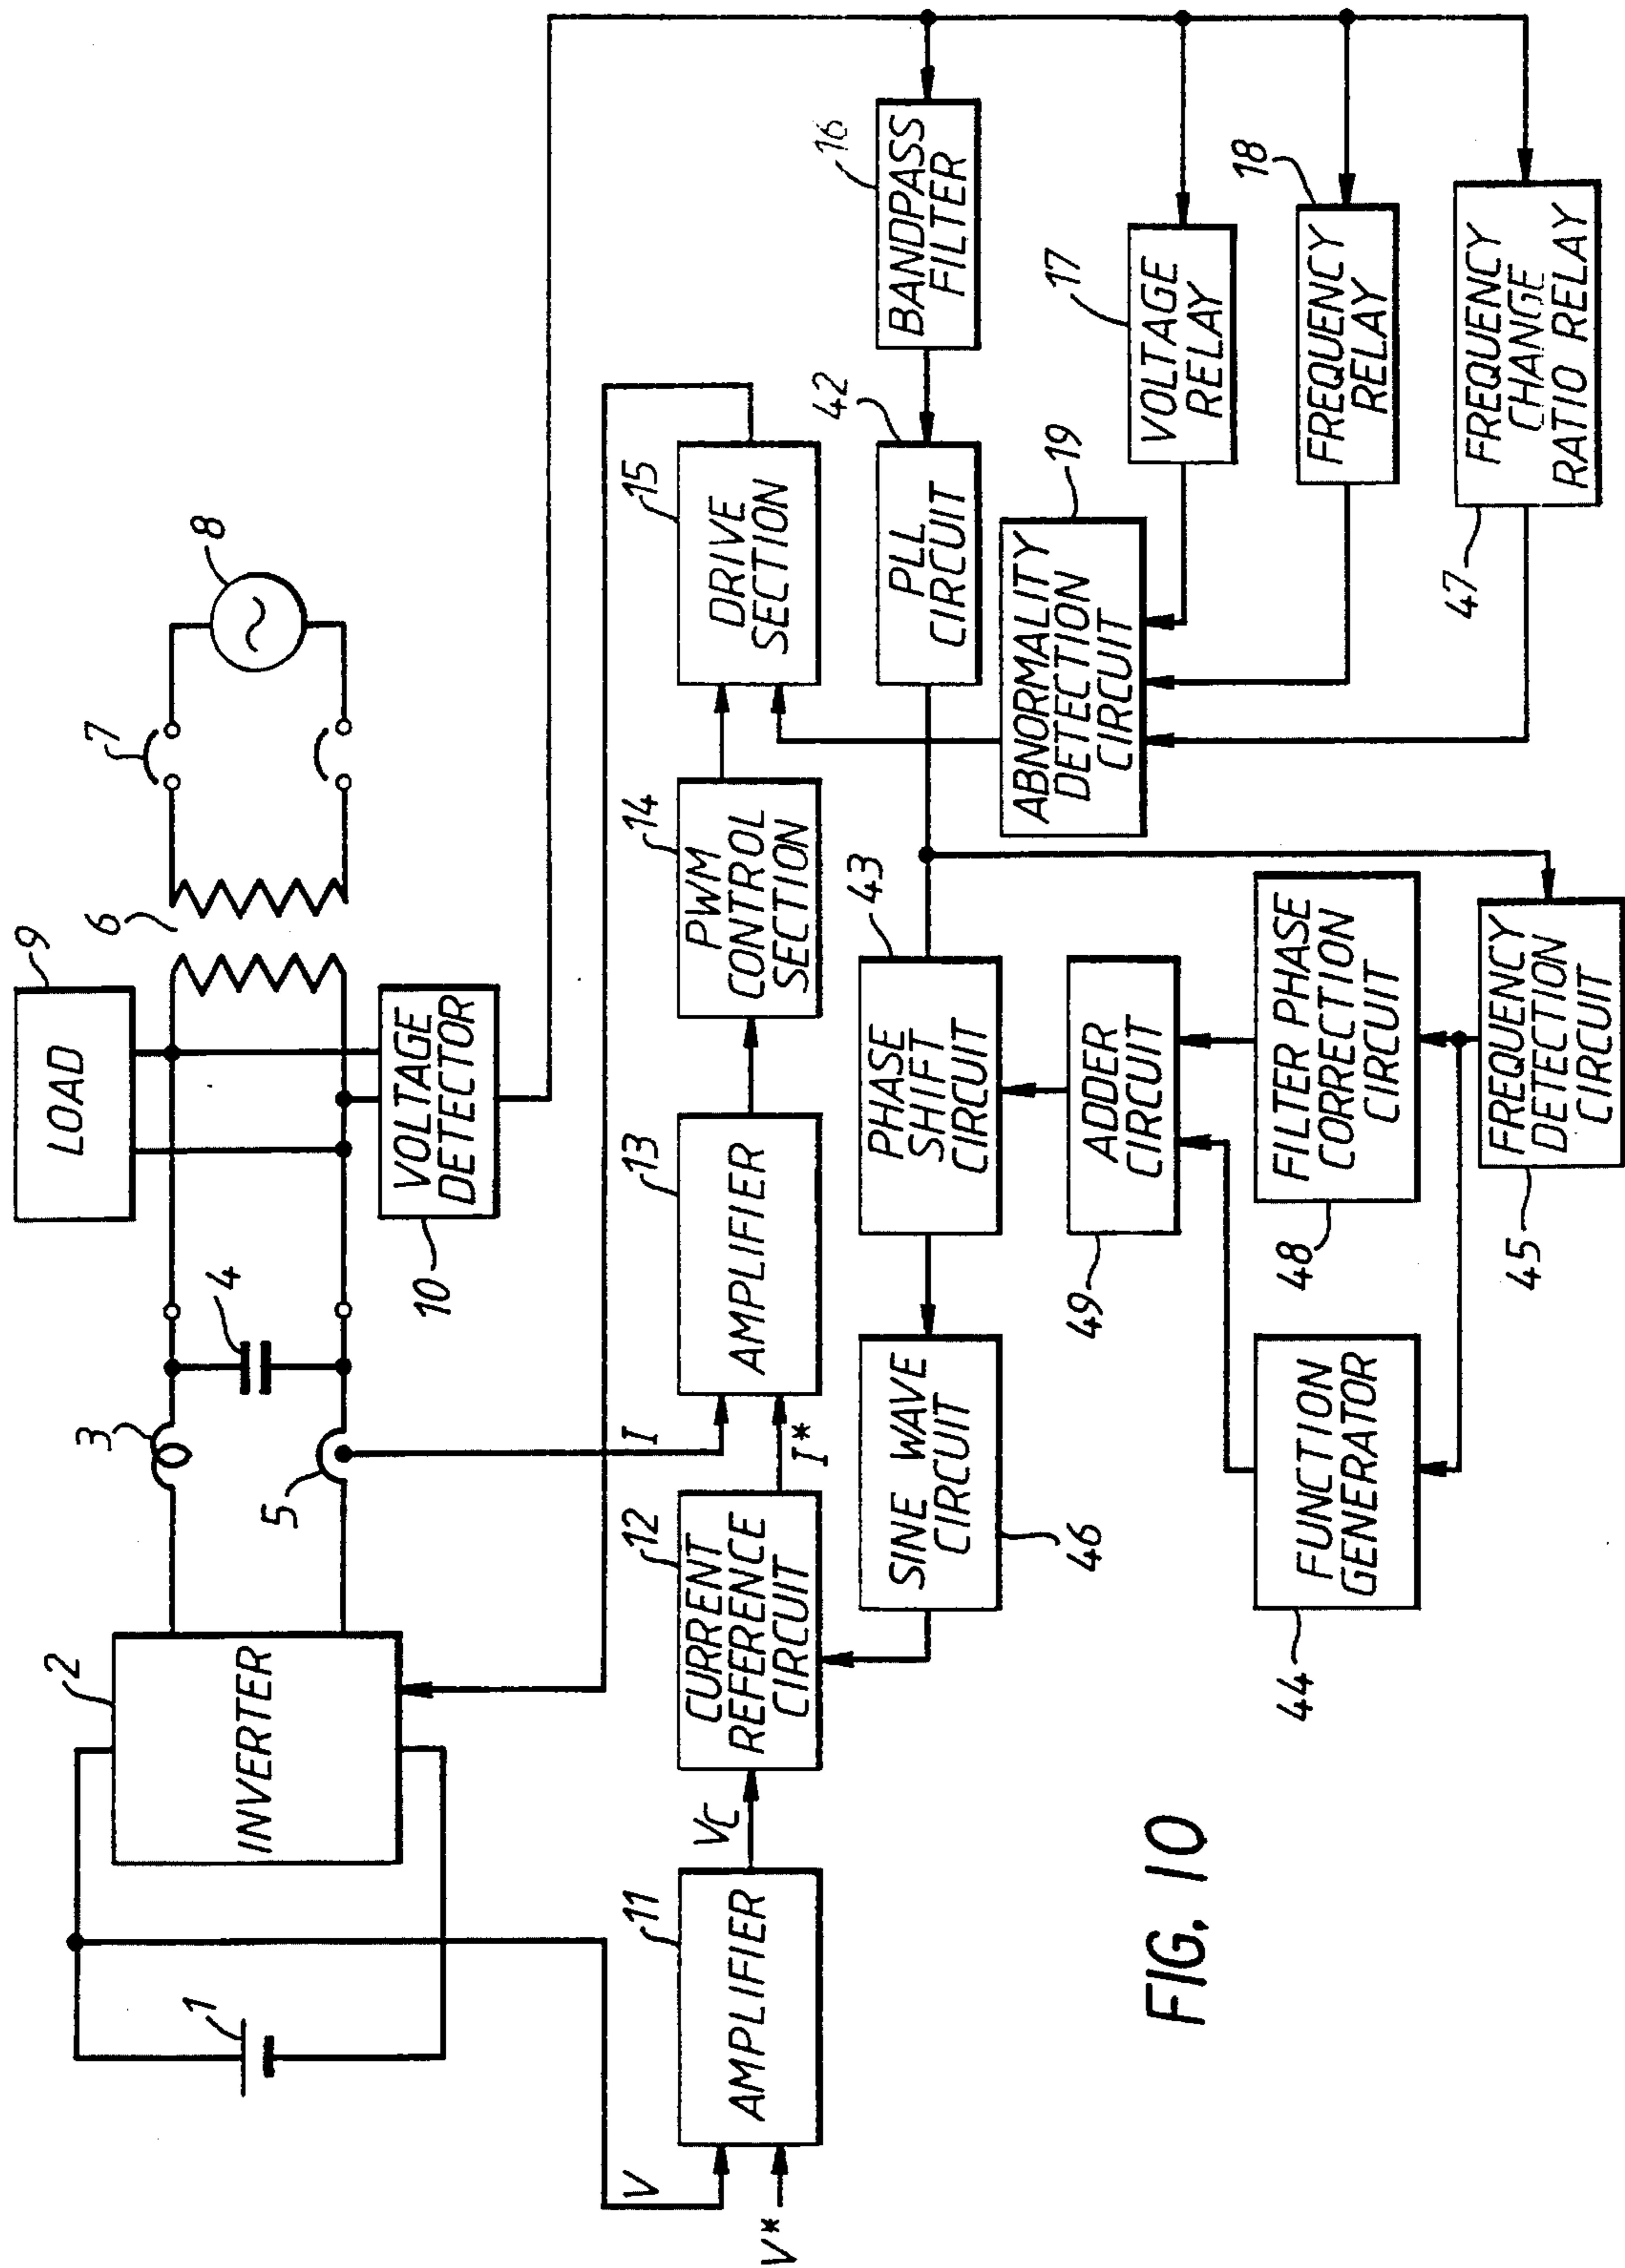 9
LOAD
6
7
8
2
INVERTER
3
4
5
1
10
VOLTAGE
DETECTOR
V
V*
11
AMPLIFIER
VC
12
CURRENT
REFERENCE
CIRCUIT
I
I*
13
AMPLIFIER
14
PWM
CONTROL
SECTION
15
DRIVE
SECTION
46
SINE WAVE
CIRCUIT
43
PHASE
SHIFT
CIRCUIT
42
PLL
CIRCUIT
16
BANDPASS
FILTER
49
ADDER
CIRCUIT
19
ABNORMALITY
DETECTION
CIRCUIT
17
VOLTAGE
RELAY
44
FUNCTION
GENERATOR
48
FILTER PHASE
CORRECTION
CIRCUIT
18
FREQUENCY
RELAY
45
FREQUENCY
DETECTION
CIRCUIT
47
FREQUENCY
CHANGE
RATIO RELAY
FIG. 10